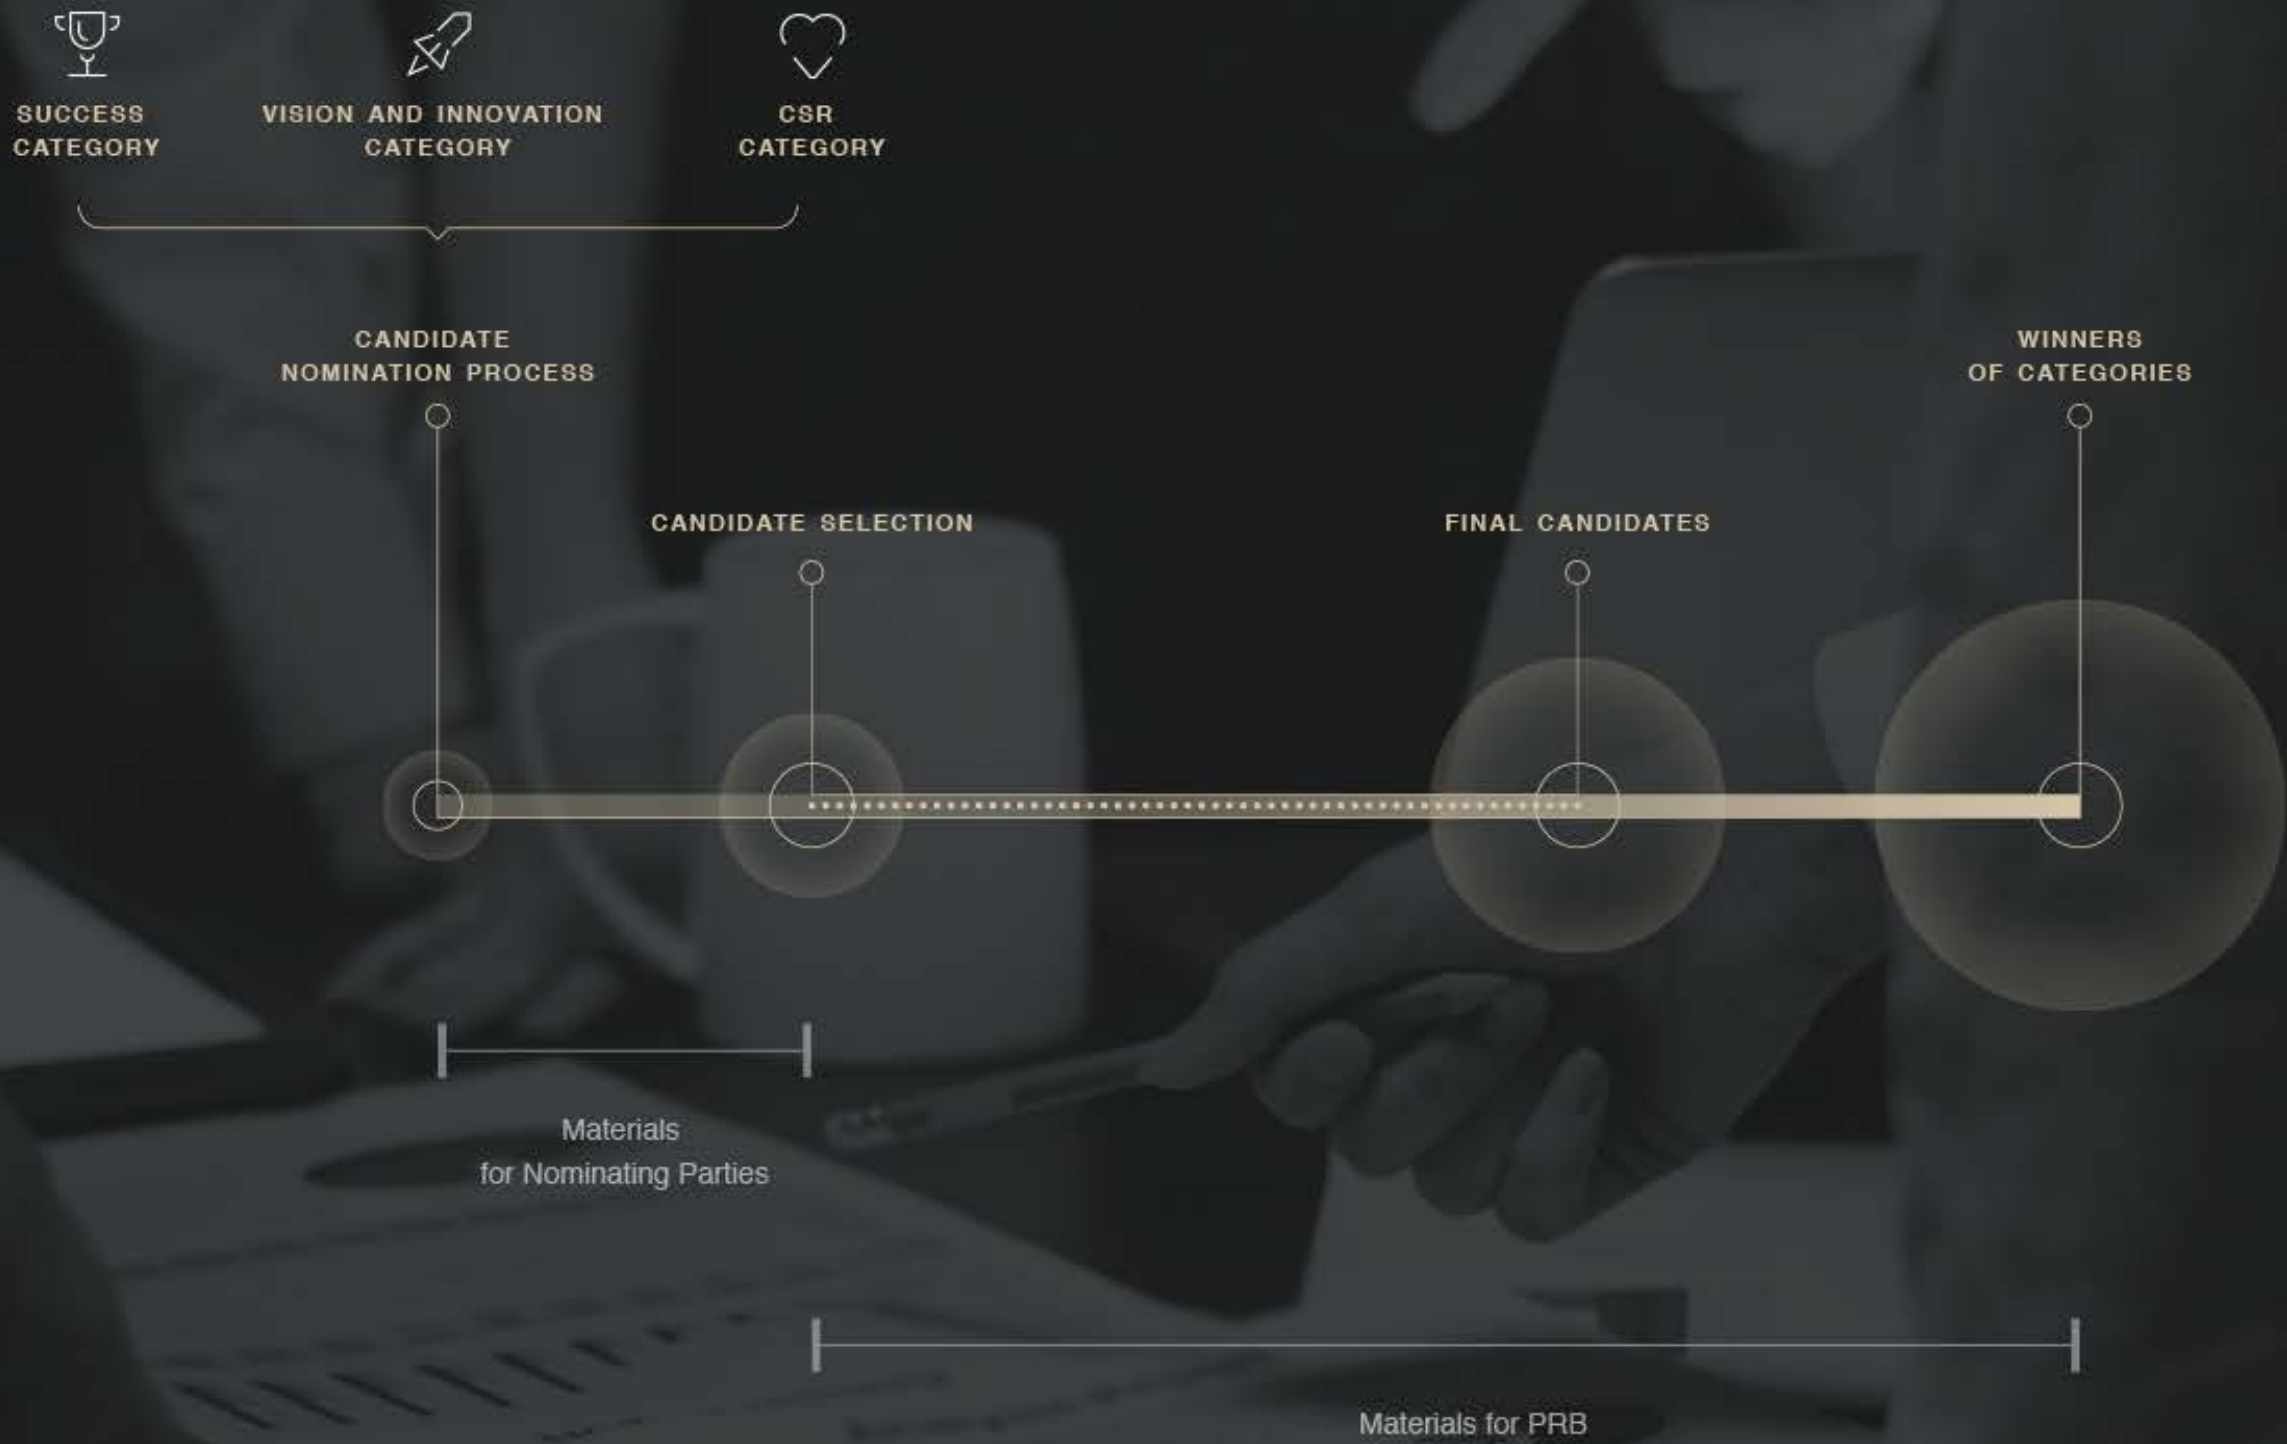 SUCCESS
CATEGORY
VISION AND INNOVATION
CATEGORY
CSR
CATEGORY
CANDIDATE
NOMINATION PROCESS
WINNERS
OF CATEGORIES
CANDIDATE SELECTION
FINAL CANDIDATES
Materials
for Nominating Parties
Materials for PRB